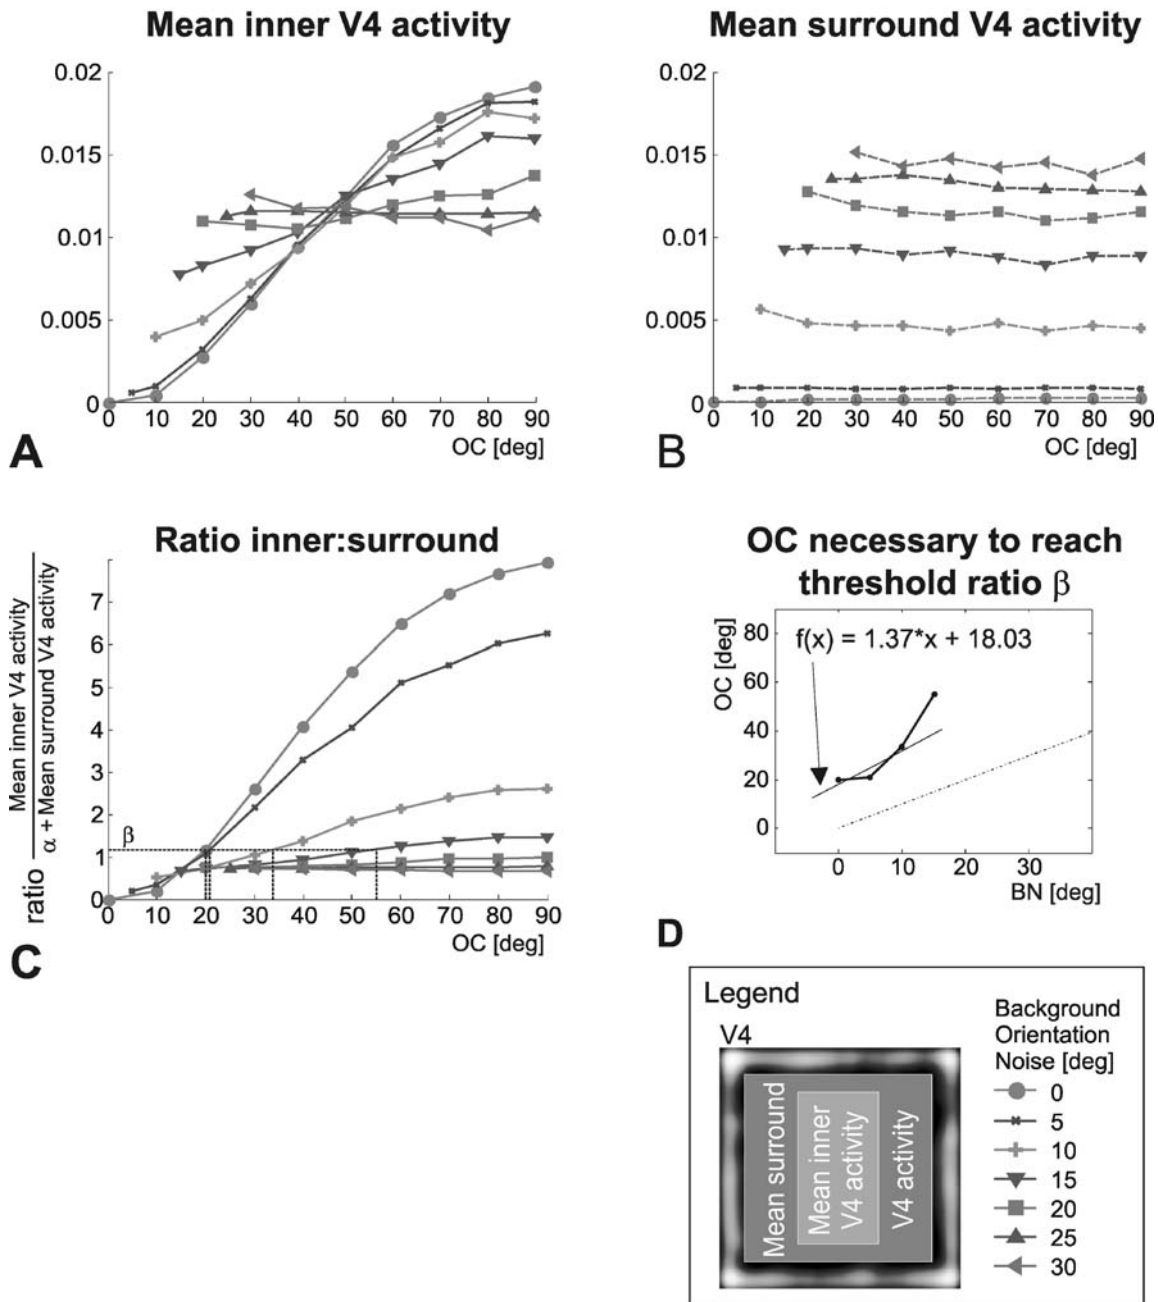 Mean inner V4 activity
0.02
0.015
0.01
0.005
0
0 10 20 30 40 50 60 70 80 90
OC [deg]
A
Mean surround V4 activity
0.02
0.015
0.01
0.005
0
0 10 20 30 40 50 60 70 80 90
OC [deg]
B
Ratio inner:surround
ratio
Mean inner V4 activity
α + Mean surround V4 activity
7
6
5
4
3
2
1
0
β
0 10 20 30 40 50 60 70 80 90
OC [deg]
C
OC necessary to reach
threshold ratio β
OC [deg]
80
60
40
20
0
f(x) = 1.37*x + 18.03
0 10 20 30 40
BN [deg]
D
Legend
V4
Mean surround
Mean inner
V4 activity
V4 activity
Background
Orientation
Noise [deg]
0
5
10
15
20
25
30